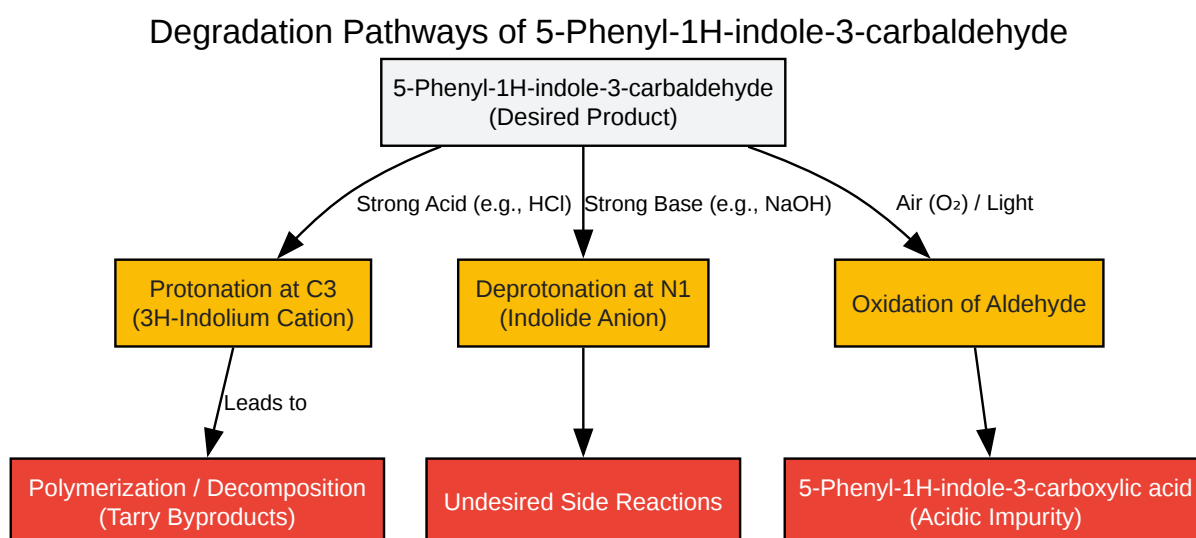 Degradation Pathways of 5-Phenyl-1H-indole-3-carbaldehyde
5-Phenyl-1H-indole-3-carbaldehyde
(Desired Product)
Strong Acid (e.g., HCl)
Strong Base (e.g., NaOH)
Air (O₂) / Light
Protonation at C3
(3H-Indolium Cation)
Deprotonation at N1
(Indolide Anion)
Oxidation of Aldehyde
Leads to
Polymerization / Decomposition
(Tarry Byproducts)
Undesired Side Reactions
5-Phenyl-1H-indole-3-carboxylic acid
(Acidic Impurity)